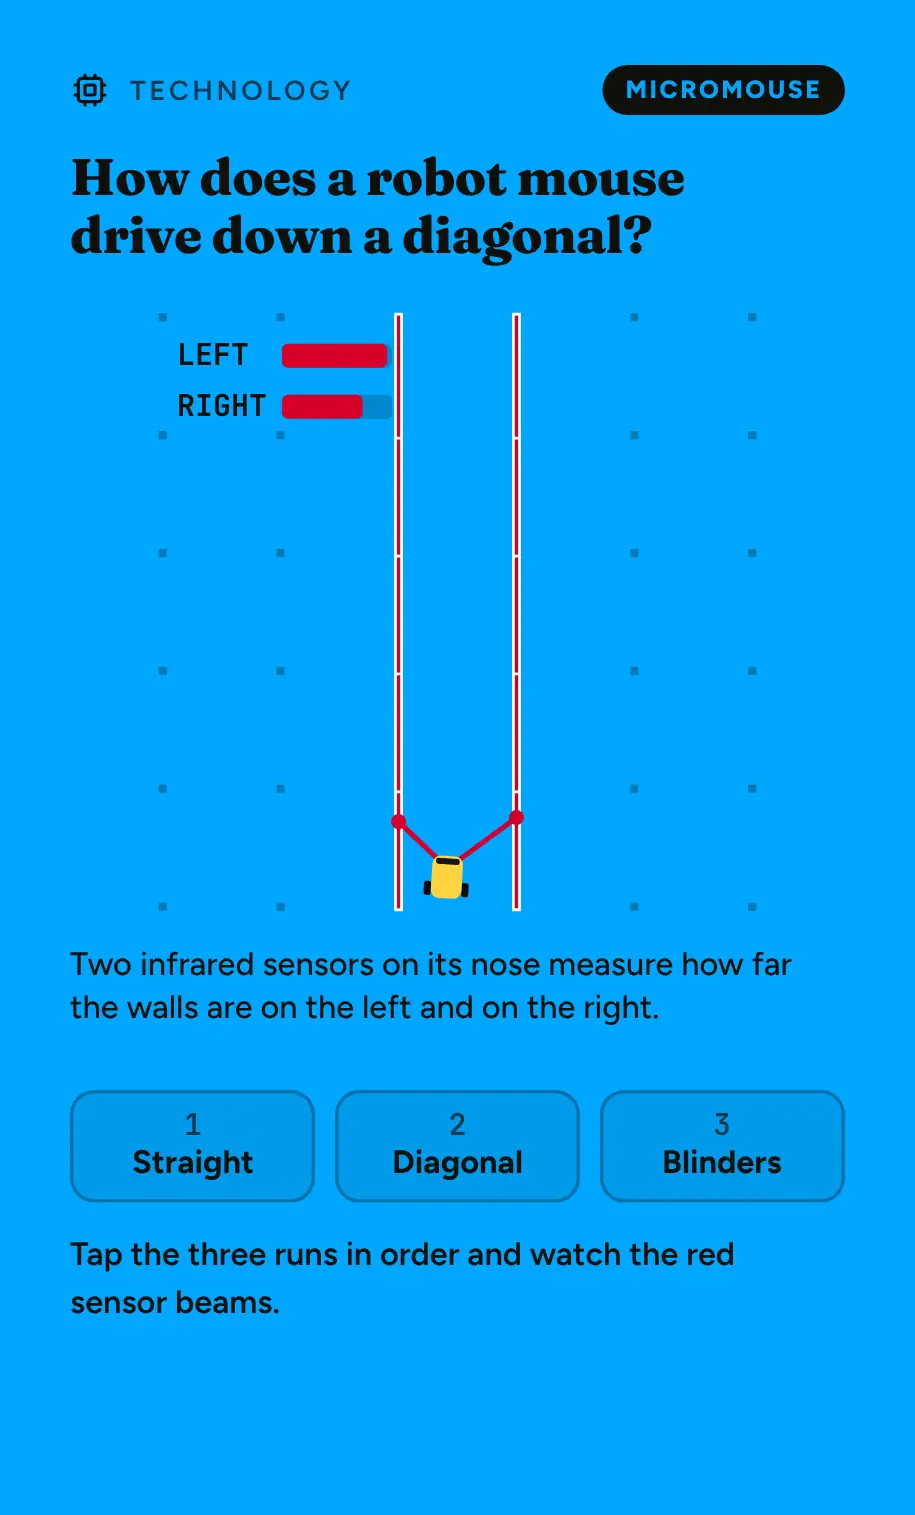 TECHNOLOGY
MICROMOUSE
How does a robot mouse
drive down a diagonal?
LEFT
RIGHT
Two infrared sensors on its nose measure how far
the walls are on the left and on the right.
1
Straight
2
Diagonal
3
Blinders
Tap the three runs in order and watch the red
sensor beams.